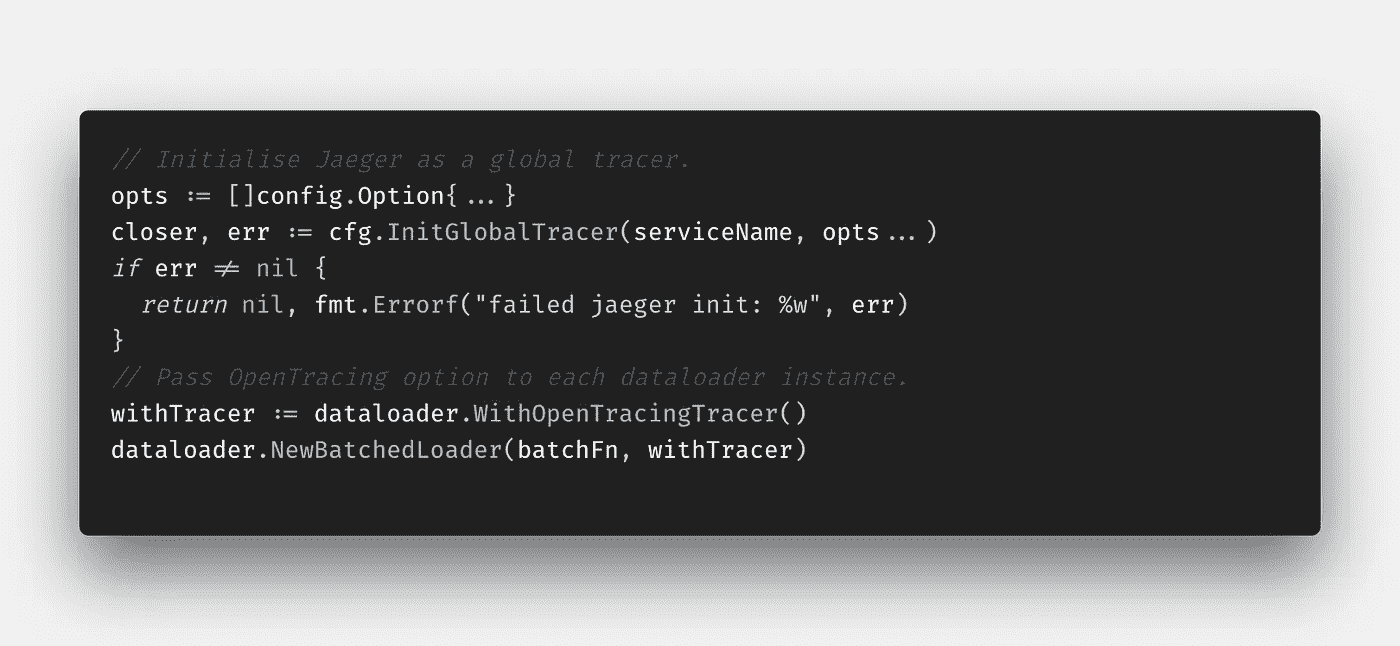 // Initialise Jaeger as a global tracer.
opts := []config.Option{...}
closer, err := cfg.InitGlobalTracer(serviceName, opts...)
if err != nil {
  return nil, fmt.Errorf("failed jaeger init: %w", err)
}
// Pass OpenTracing option to each dataloader instance.
withTracer := dataloader.WithOpenTracingTracer()
dataloader.NewBatchedLoader(batchFn, withTracer)